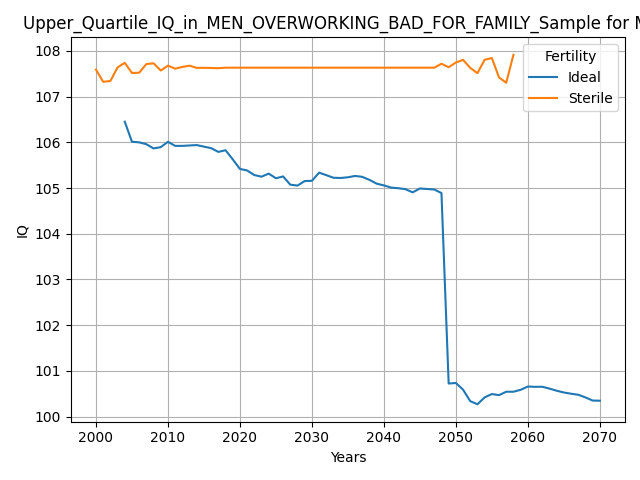 Upper_Quartile_IQ_in_MEN_OVERWORKING_BAD_FOR_FAMILY_Sample for M
108
107
106
105
104
103
102
101
100
IQ
Fertility
Ideal
Sterile
2000 2010 2020 2030 2040 2050 2060 2070
Years